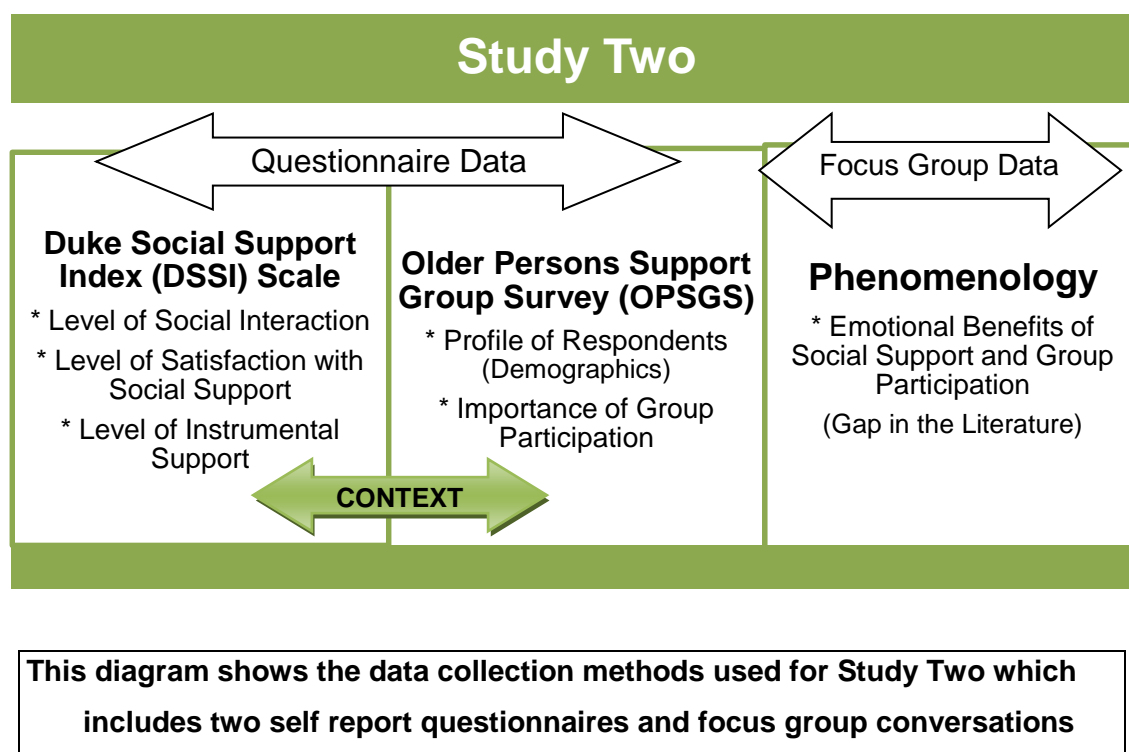 Study Two
Questionnaire Data
Focus Group Data
Duke Social Support
Index (DSSI) Scale
* Level of Social Interaction
* Level of Satisfaction with
Social Support
* Level of Instrumental
Support
Older Persons Support
Group Survey (OPSGS)
* Profile of Respondents
(Demographics)
* Importance of Group
Participation
CONTEXT
Phenomenology
* Emotional Benefits of
Social Support and Group
Participation
(Gap in the Literature)
This diagram shows the data collection methods used for Study Two which
includes two self report questionnaires and focus group conversations